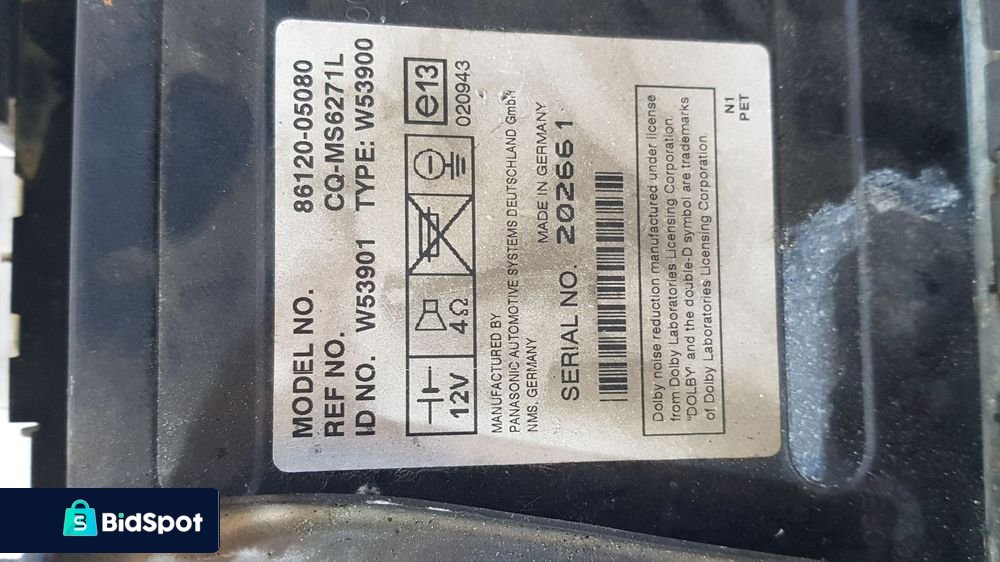 MODEL NO. 86120-05080
REF NO. CQ-MS6271L
ID NO. W53901 TYPE: W53900
12V 4Ω e13
020943
MANUFACTURED BY
PANASONIC AUTOMOTIVE SYSTEMS DEUTSCHLAND GmbH
NMS. GERMANY MADE IN GERMANY
SERIAL NO. 202661
Dolby noise reduction manufactured under license
from Dolby Laboratories Licensing Corporation.
"DOLBY and the double-D symbol are trademarks
of Dolby Laboratories Licensing Corporation.
N1
PET
BidSpot